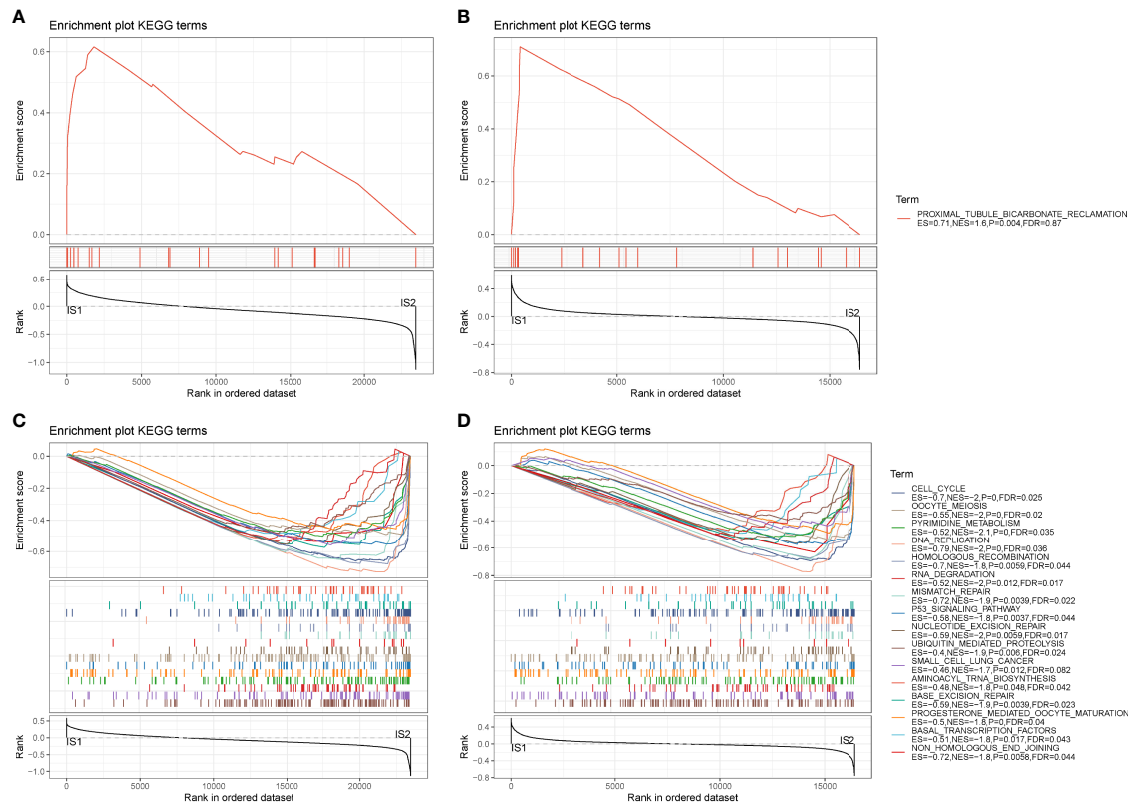 A
Enrichment plot KEGG terms
0.6
0.4
0.2
0.0
Enrichment score
0.6
0.0
−0.5
−1.0
Rank
IS1
IS2
0
5000
10000
15000
20000
Rank in ordered dataset
B
Enrichment plot KEGG terms
0.6
0.4
0.2
0.0
Enrichment score
0.4
0.0
−0.4
−0.8
Rank
IS1
IS2
0
5000
10000
15000
Rank in ordered dataset
Term
PROXIMAL_TUBULE_BICARBONATE_RECLAMATION
ES=0.71,NES=1.6,P=0.004,FDR=0.87
C
Enrichment plot KEGG terms
0.0
−0.2
−0.4
−0.6
Enrichment score
0.5
0.0
−0.5
−1.0
Rank
IS1
IS2
0
5000
10000
15000
20000
Rank in ordered dataset
D
Enrichment plot KEGG terms
0.0
−0.2
−0.4
−0.6
−0.8
Enrichment score
0.4
0.0
−0.4
−0.8
Rank
IS1
IS2
0
5000
10000
15000
Rank in ordered dataset
Term
CELL_CYCLE
ES=−0.7,NES=−2,P=0,FDR=0.025
OOCYTE_MEIOSIS
ES=−0.55,NES=−2,P=0,FDR=0.02
PYRIMIDINE_METABOLISM
ES=−0.52,NES=−2.1,P=0,FDR=0.035
DNA_REPLICATION
ES=−0.79,NES=−2,P=0,FDR=0.036
HOMOLOGOUS_RECOMBINATION
ES=−0.7,NES=−1.8,P=0.0059,FDR=0.044
RNA_DEGRADATION
ES=−0.52,NES=−2,P=0.012,FDR=0.017
MISMATCH_REPAIR
ES=−0.72,NES=−1.9,P=0.0039,FDR=0.022
P53_SIGNALING_PATHWAY
ES=−0.58,NES=−1.8,P=0.0037,FDR=0.044
NUCLEOTIDE_EXCISION_REPAIR
ES=−0.59,NES=−2,P=0.0059,FDR=0.017
UBIQUITIN_MEDIATED_PROTEOLYSIS
ES=−0.4,NES=−1.9,P=0.006,FDR=0.024
SMALL_CELL_LUNG_CANCER
ES=−0.46,NES=−1.7,P=0.012,FDR=0.082
AMINOACYL_TRNA_BIOSYNTHESIS
ES=−0.48,NES=−1.8,P=0.048,FDR=0.042
BASE_EXCISION_REPAIR
ES=−0.59,NES=−1.9,P=0.0039,FDR=0.023
PROGESTERONE_MEDIATED_OOCYTE_MATURATION
ES=−0.5,NES=−1.8,P=0,FDR=0.04
BASAL_TRANSCRIPTION_FACTORS
ES=−0.51,NES=−1.8,P=0.017,FDR=0.043
NON_HOMOLOGOUS_END_JOINING
ES=−0.72,NES=−1.8,P=0.0058,FDR=0.044